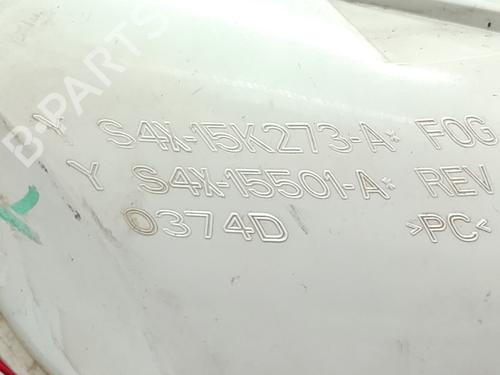 B-PARTS
Y S4X-15K273-A* FOG
Y S4X-15501-A* REV
0374D >PC<